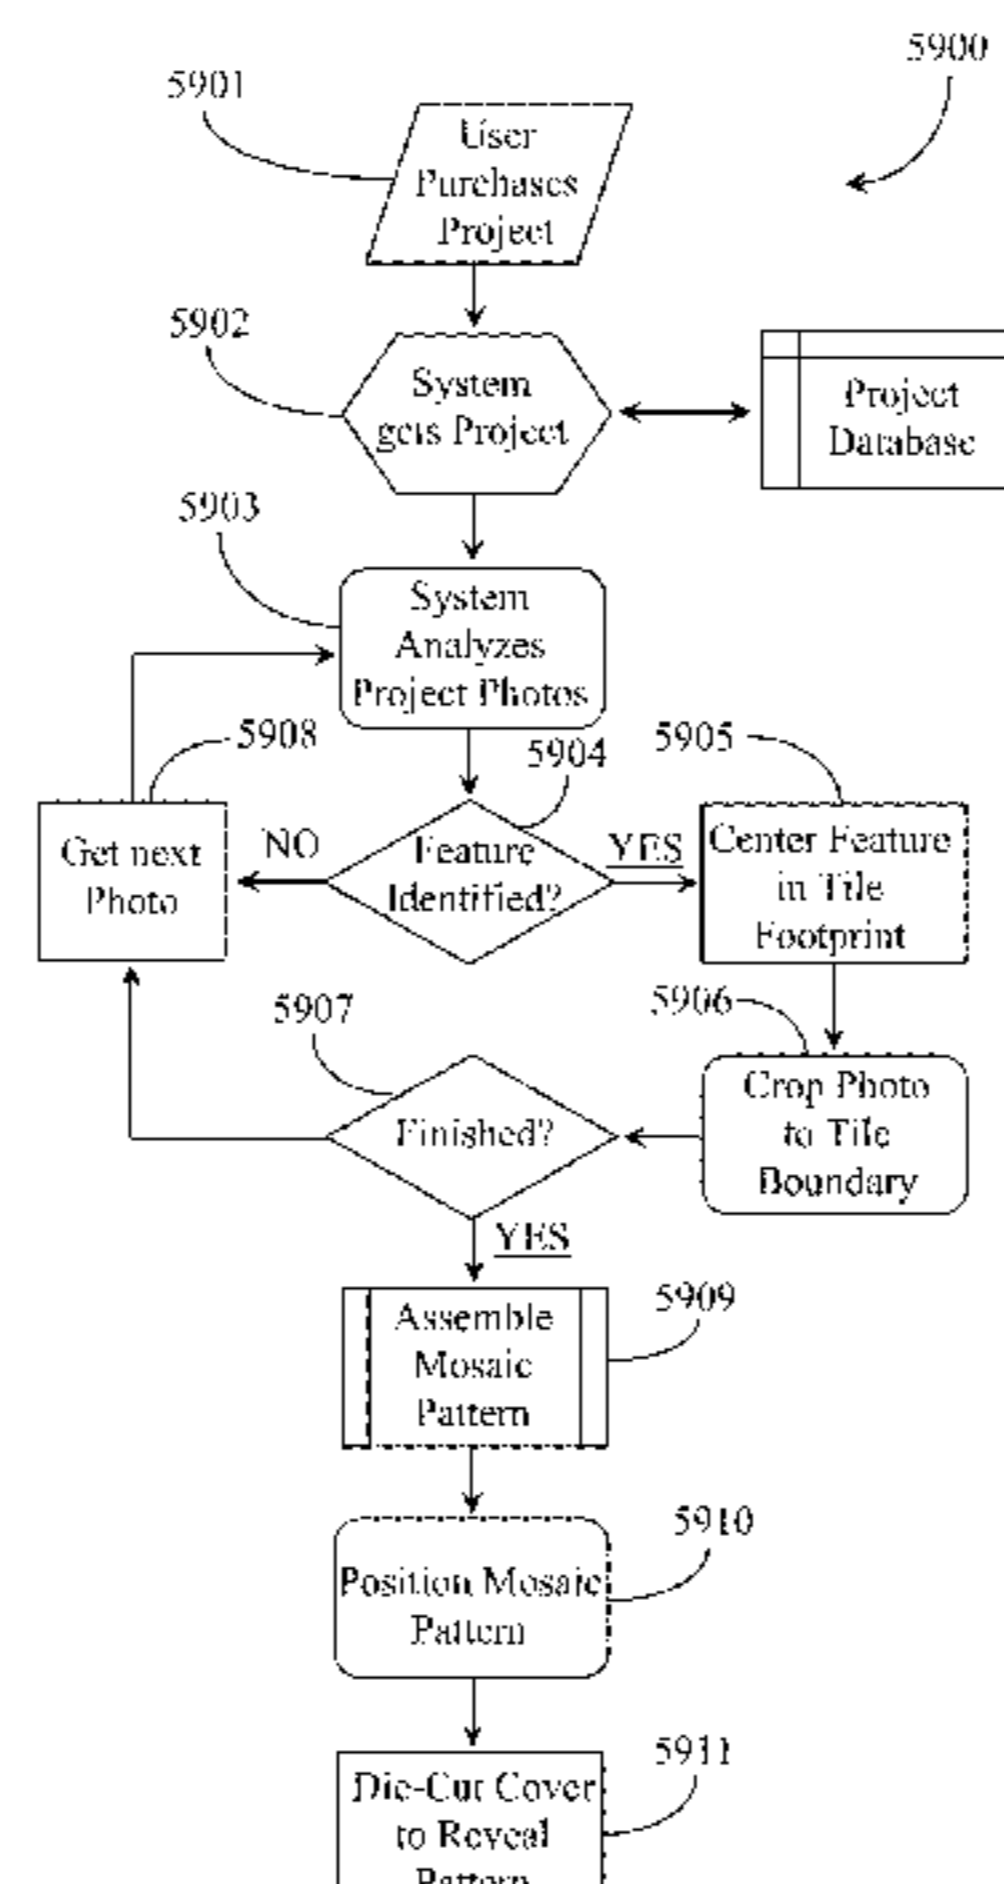 5900
5901
User
Purchases
Project
5902
System
gets Project
Project
Database
5903
System
Analyzes
Project Photos
5908
5904
5905
Get next
Photo
NO
Feature
Identified?
YES
Center Feature
in Tile
Footprint
5907
5906
Finished?
Crop Photo
to Tile
Boundary
YES
5909
Assemble
Mosaic
Pattern
5910
Position Mosaic
Pattern
5911
Die-Cut Cover
to Reveal
Pattern